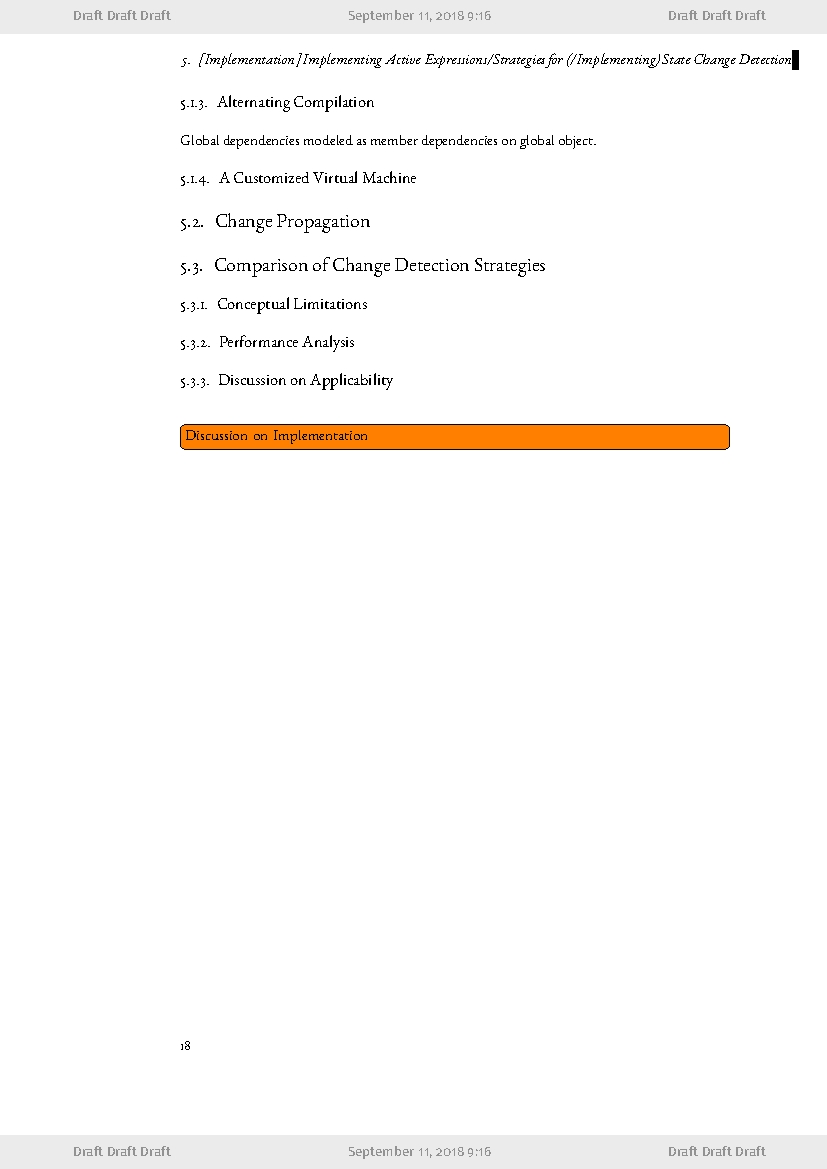 Draft Draft Draft September 11, 2018 9:16 Draft Draft Draft
5. [Implementation]Implementing Active Expressions/Strategies for (/Implementing) State Change Detection
5.1.3. Alternating Compilation
Global dependencies modeled as member dependencies on global object.
5.1.4. A Customized Virtual Machine
5.2. Change Propagation
5.3. Comparison of Change Detection Strategies
5.3.1. Conceptual Limitations
5.3.2. Performance Analysis
5.3.3. Discussion on Applicability
Discussion on Implementation
18
Draft Draft Draft September 11, 2018 9:16 Draft Draft Draft